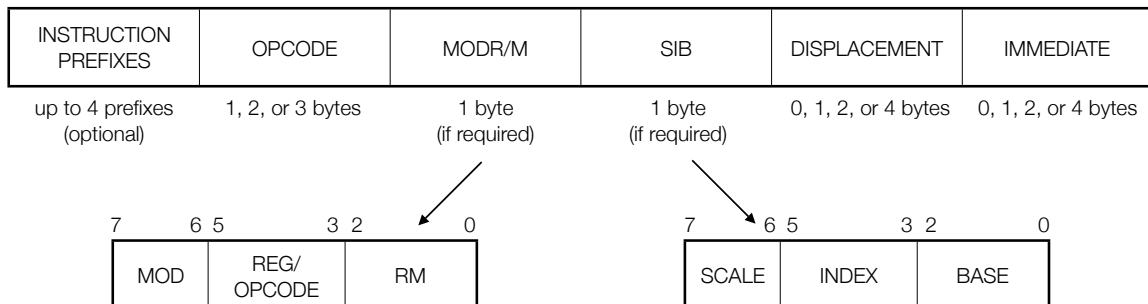 INSTRUCTION PREFIXES OPCODE MODR/M SIB DISPLACEMENT IMMEDIATE
up to 4 prefixes (optional) 1, 2, or 3 bytes 1 byte (if required) 1 byte (if required) 0, 1, 2, or 4 bytes 0, 1, 2, or 4 bytes
7 6 5 3 2 0
MOD REG/ OPCODE RM
7 6 5 3 2 0
SCALE INDEX BASE